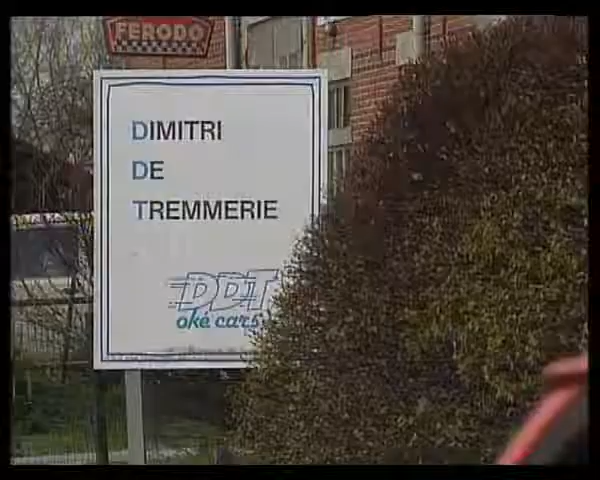 FERODO
DIMITRI
DE
TREMMERIE
DDT
oké cars